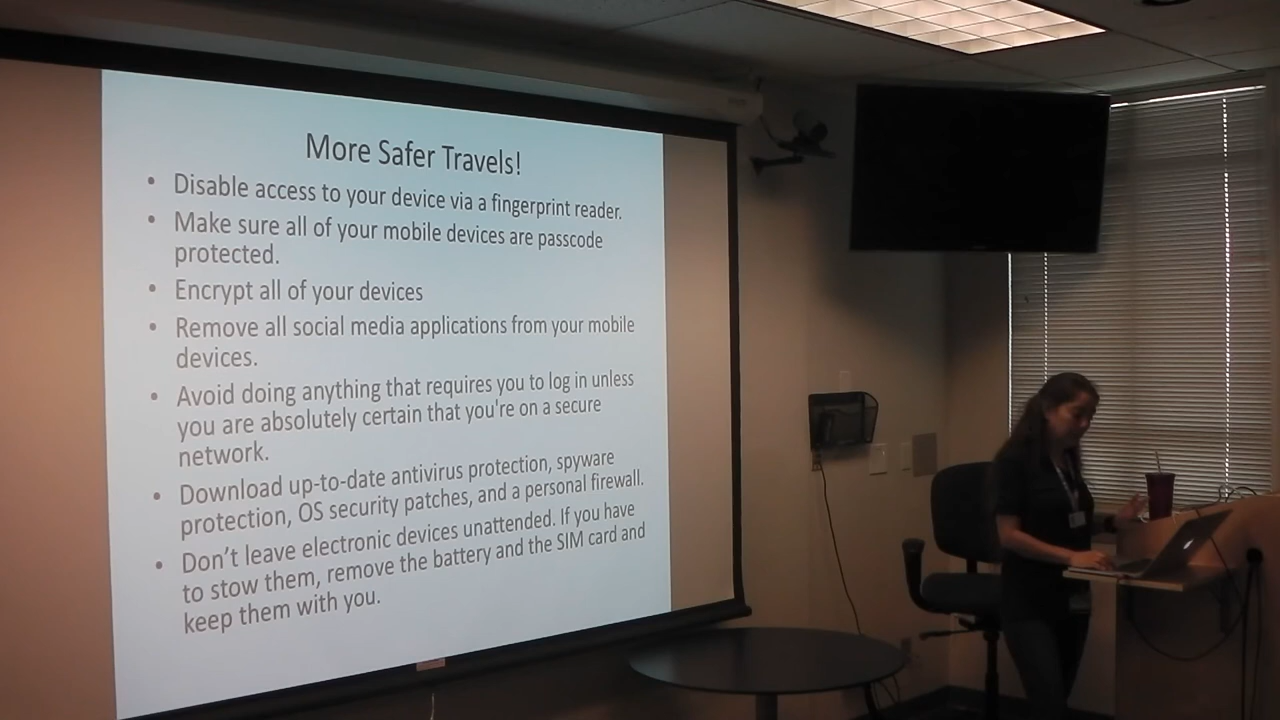 More Safer Travels!
• Disable access to your device via a fingerprint reader.
• Make sure all of your mobile devices are passcode
protected.
• Encrypt all of your devices
• Remove all social media applications from your mobile
devices.
• Avoid doing anything that requires you to log in unless
you are absolutely certain that you're on a secure
network.
• Download up-to-date antivirus protection, spyware
protection, OS security patches, and a personal firewall.
• Don’t leave electronic devices unattended. If you have
to stow them, remove the battery and the SIM card and
keep them with you.